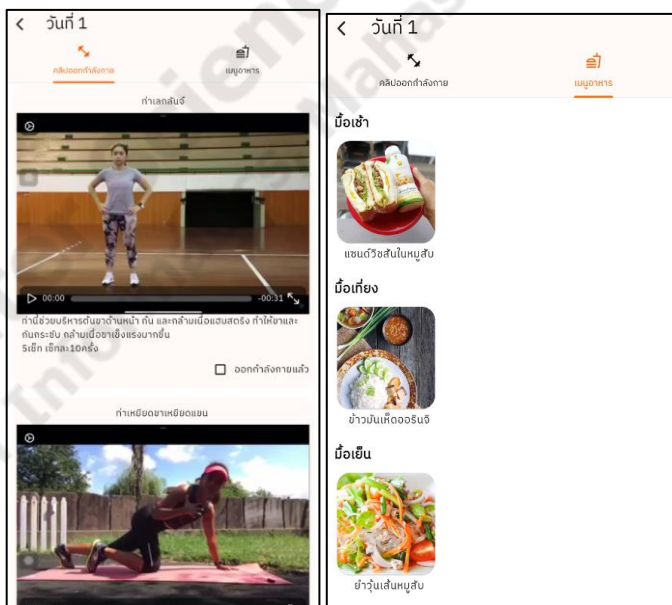 วันที่ 1
คลิปออกกำลังกาย
เมนูอาหาร
ท่าเลกลันจ์
00:00
-00:31
ท่านี้ช่วยบริหารต้นขาด้านหน้า ก้น และกล้ามเนื้อแฮมสตริง ทำให้ขาและ
ก้นกระชับ กล้ามเนื้อขาแข็งแรงมากขึ้น
5เซ็ท เซ็ทละ10ครั้ง
ออกกำลังกายแล้ว
ท่าเหยียดขาเหยียดแขน
วันที่ 1
คลิปออกกำลังกาย
เมนูอาหาร
มื้อเช้า
แซนด์วิชสันในหมูสับ
มื้อเที่ยง
ข้าวมันเห็ดออรินจิ
มื้อเย็น
ยำวุ้นเส้นหมูสับ